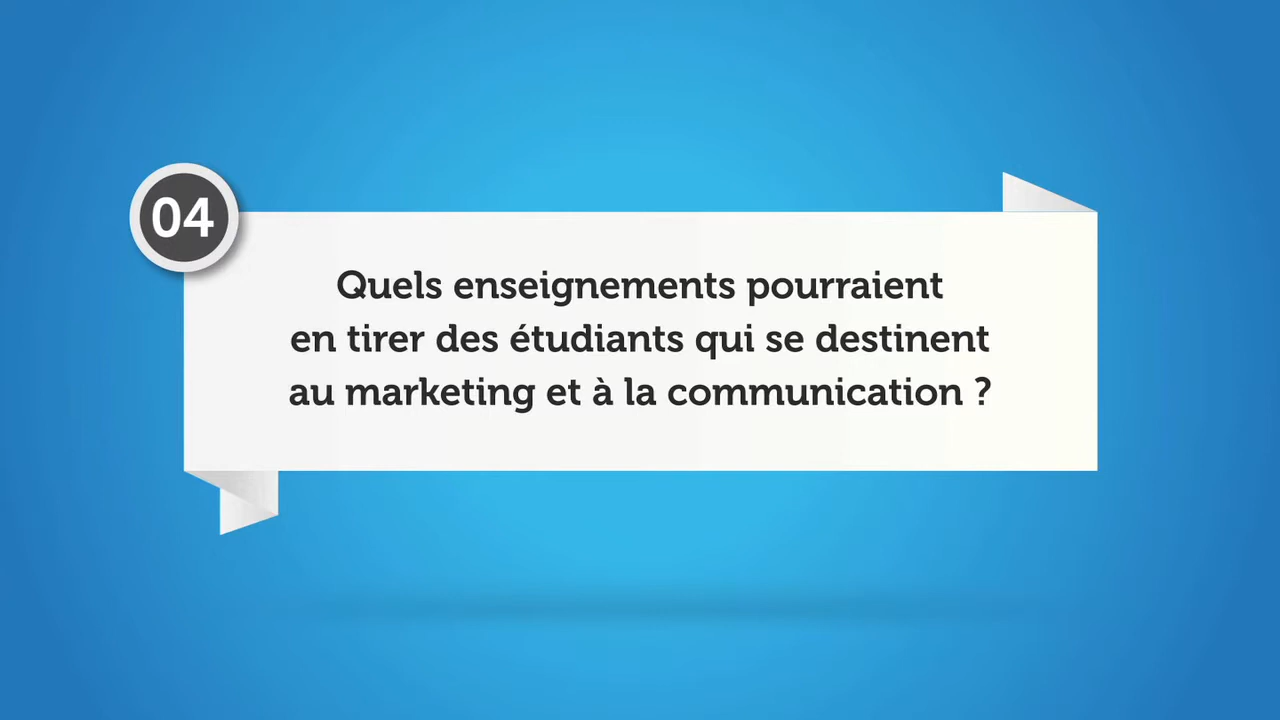 04
Quels enseignements pourraient
en tirer des étudiants qui se destinent
au marketing et à la communication ?